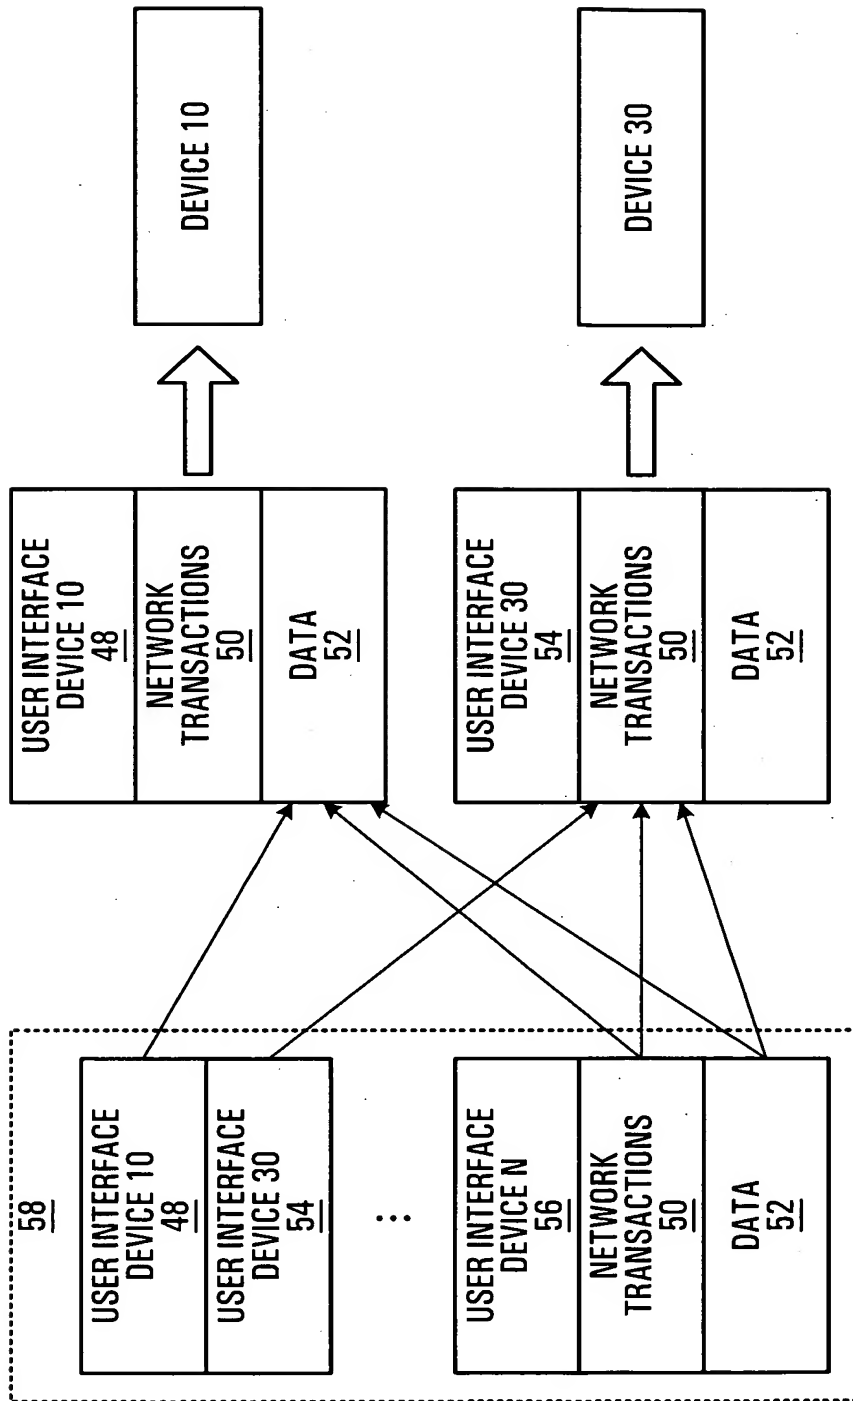 58
USER INTERFACE
DEVICE 10
48
USER INTERFACE
DEVICE 30
54
...
USER INTERFACE
DEVICE N
56
NETWORK
TRANSACTIONS
50
DATA
52
USER INTERFACE
DEVICE 10
48
NETWORK
TRANSACTIONS
50
DATA
52
USER INTERFACE
DEVICE 30
54
NETWORK
TRANSACTIONS
50
DATA
52
DEVICE 10
DEVICE 30